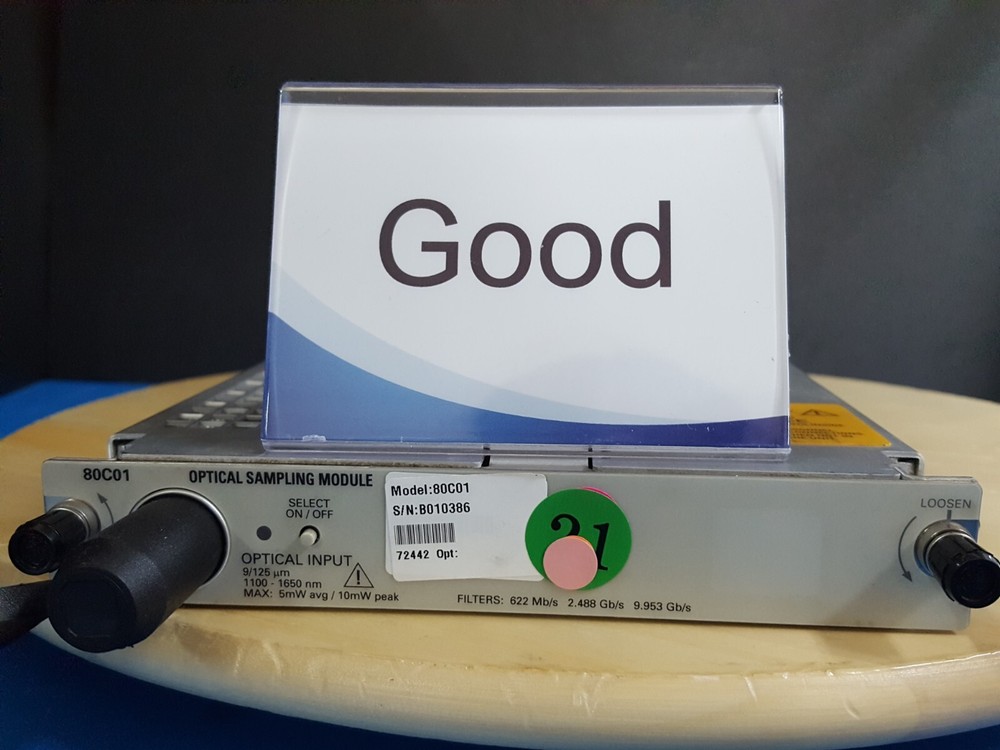 Good
80C01
OPTICAL SAMPLING MODULE
SELECT
ON / OFF
OPTICAL INPUT
9/125 µm
1100 - 1650 nm
MAX: 5mW avg / 10mW peak
Model:80C01
S/N:B010386
72442 Opt:
21
FILTERS: 622 Mb/s 2.488 Gb/s 9.953 Gb/s
LOOSEN